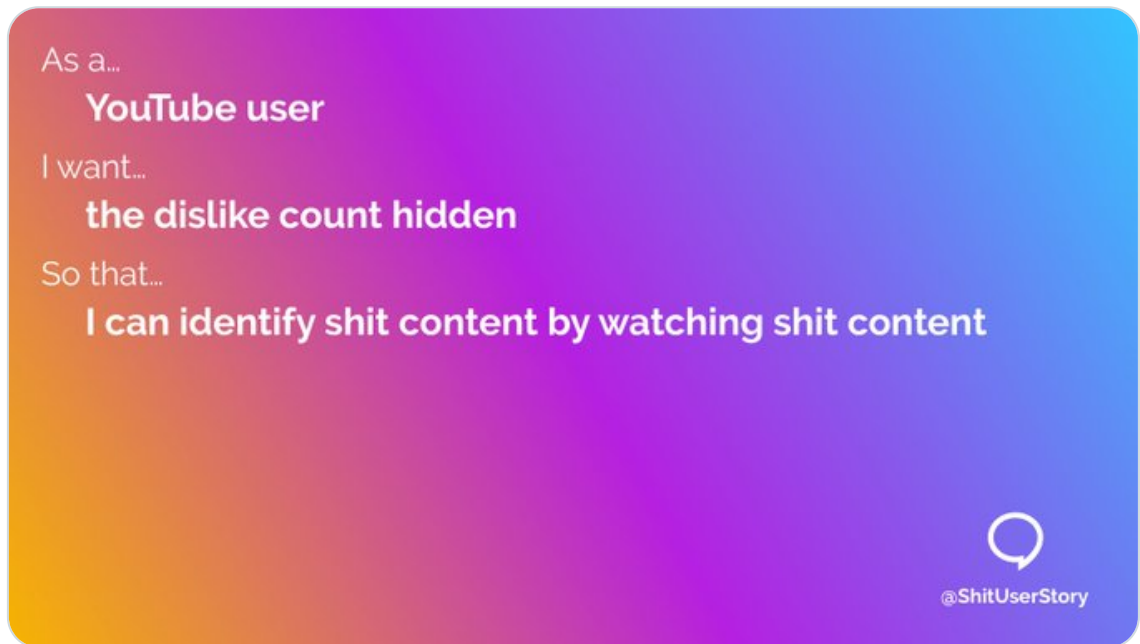 As a...
YouTube user
I want...
the dislike count hidden
So that...
I can identify shit content by watching shit content
@ShitUserStory